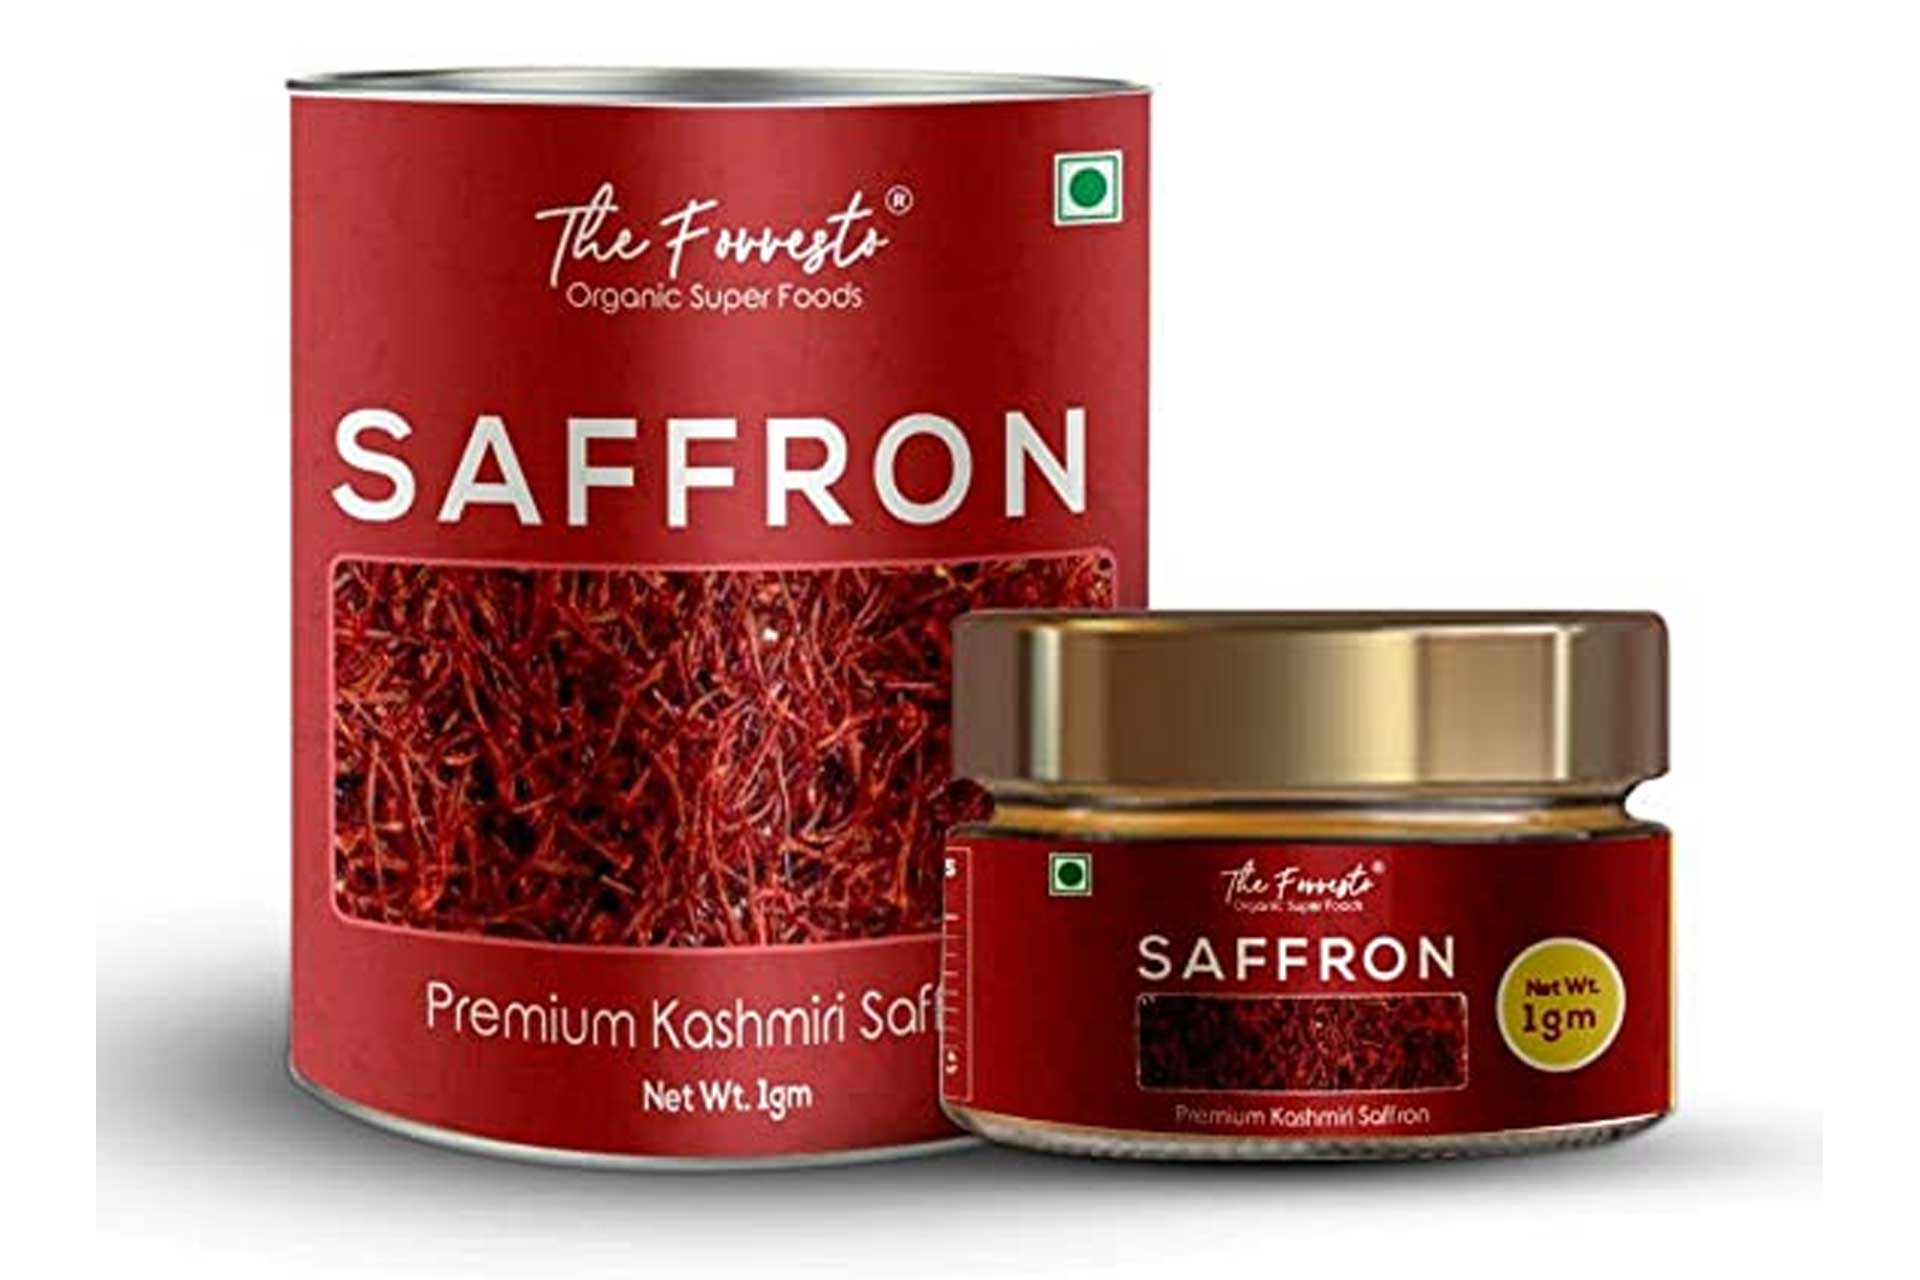 The Forresto®
Organic Super Foods
SAFFRON
Premium Kashmiri Saff
Net Wt. 1gm
The Forresto®
Organic Super Foods
SAFFRON
Net Wt.
1gm
Premium Kashmiri Saffron